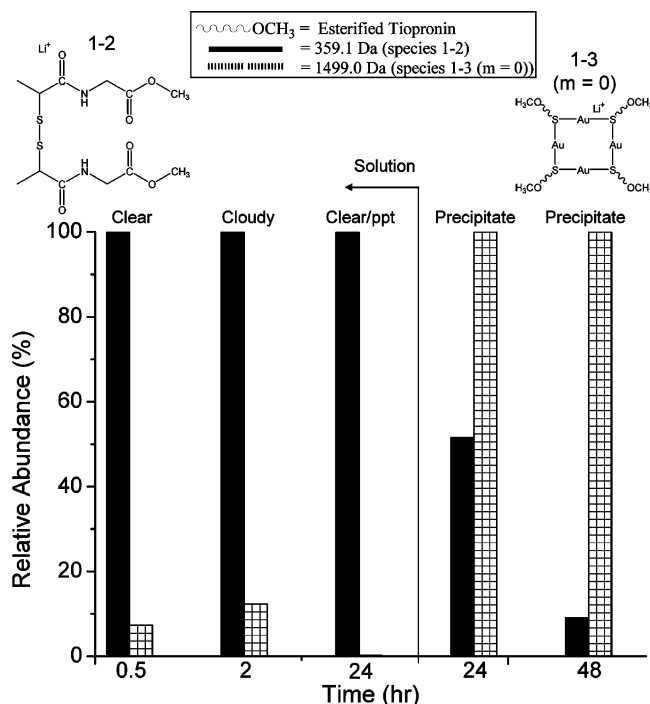 Li+
1-2
OCH3 = Esterified Tiopronin
= 359.1 Da (species 1-2)
= 1499.0 Da (species 1-3 (m = 0))
1-3
(m = 0)
O
N
H
O
O
CH3
S
S
H
N
O
O
CH3
O
O
Li+
H3CO
S
Au
S
OCH3
Au
Au
H3CO
S
Au
S
OCH3
Solution
Clear
Cloudy
Clear/ppt
Precipitate
Precipitate
100
80
60
40
20
0
Relative Abundance (%)
0.5
2
24
24
48
Time (hr)